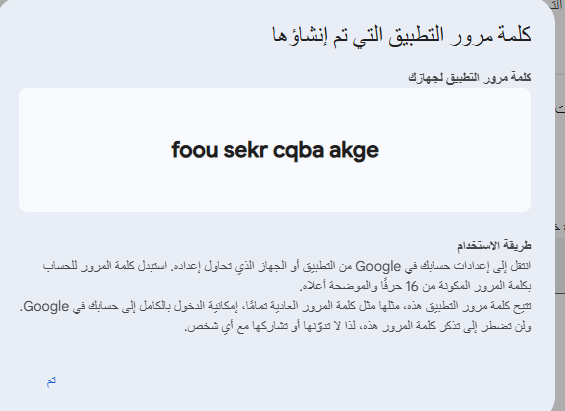 كلمة مرور التطبيق التي تم إنشاؤها
كلمة مرور التطبيق لجهازك
foou sekr cqba akge
طريقة الاستخدام
انتقل إلى إعدادات حسابك في Google من التطبيق أو الجهاز الذي تحاول إعداده. استبدل كلمة المرور للحساب
بكلمة المرور المكونة من 16 حرفًا والموضحة أعلاه.
تتيح كلمة مرور التطبيق هذه، مثلها مثل كلمة المرور العادية تمامًا، إمكانية الدخول بالكامل إلى حسابك في Google.
ولن تضطر إلى تذكر كلمة المرور هذه، لذا لا تدوّنها أو تشاركها مع أي شخص.
تم